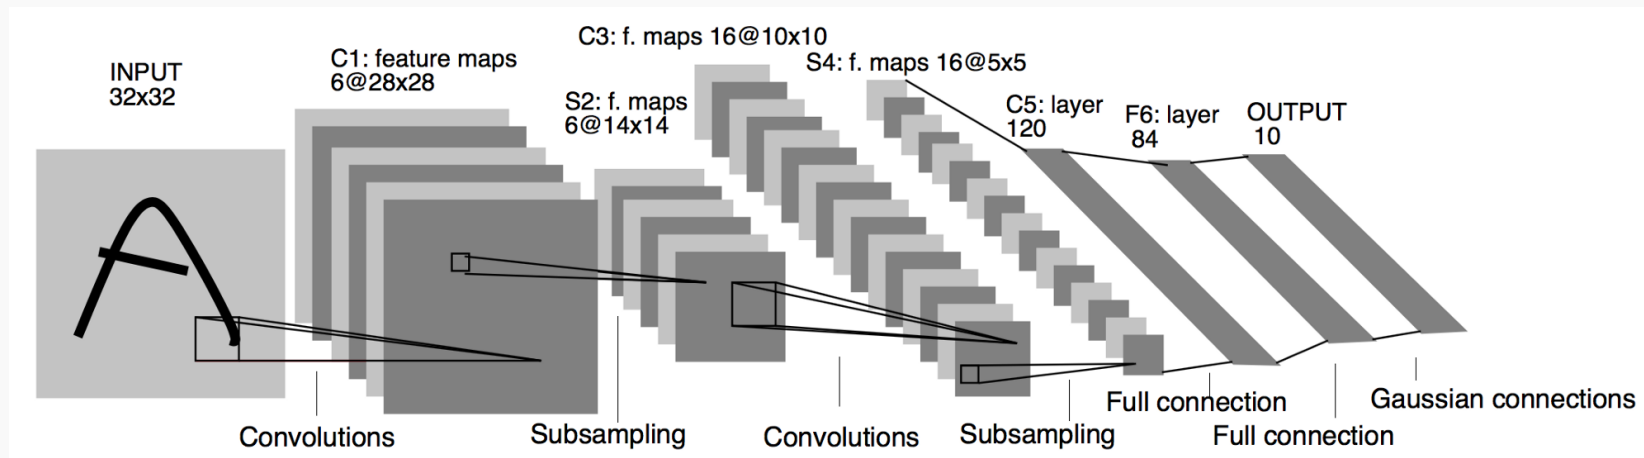 INPUT
32x32
C1: feature maps
6@28x28
S2: f. maps
6@14x14
C3: f. maps 16@10x10
S4: f. maps 16@5x5
C5: layer
120
F6: layer
84
OUTPUT
10
Convolutions
Subsampling
Convolutions
Subsampling
Full connection
Full connection
Gaussian connections